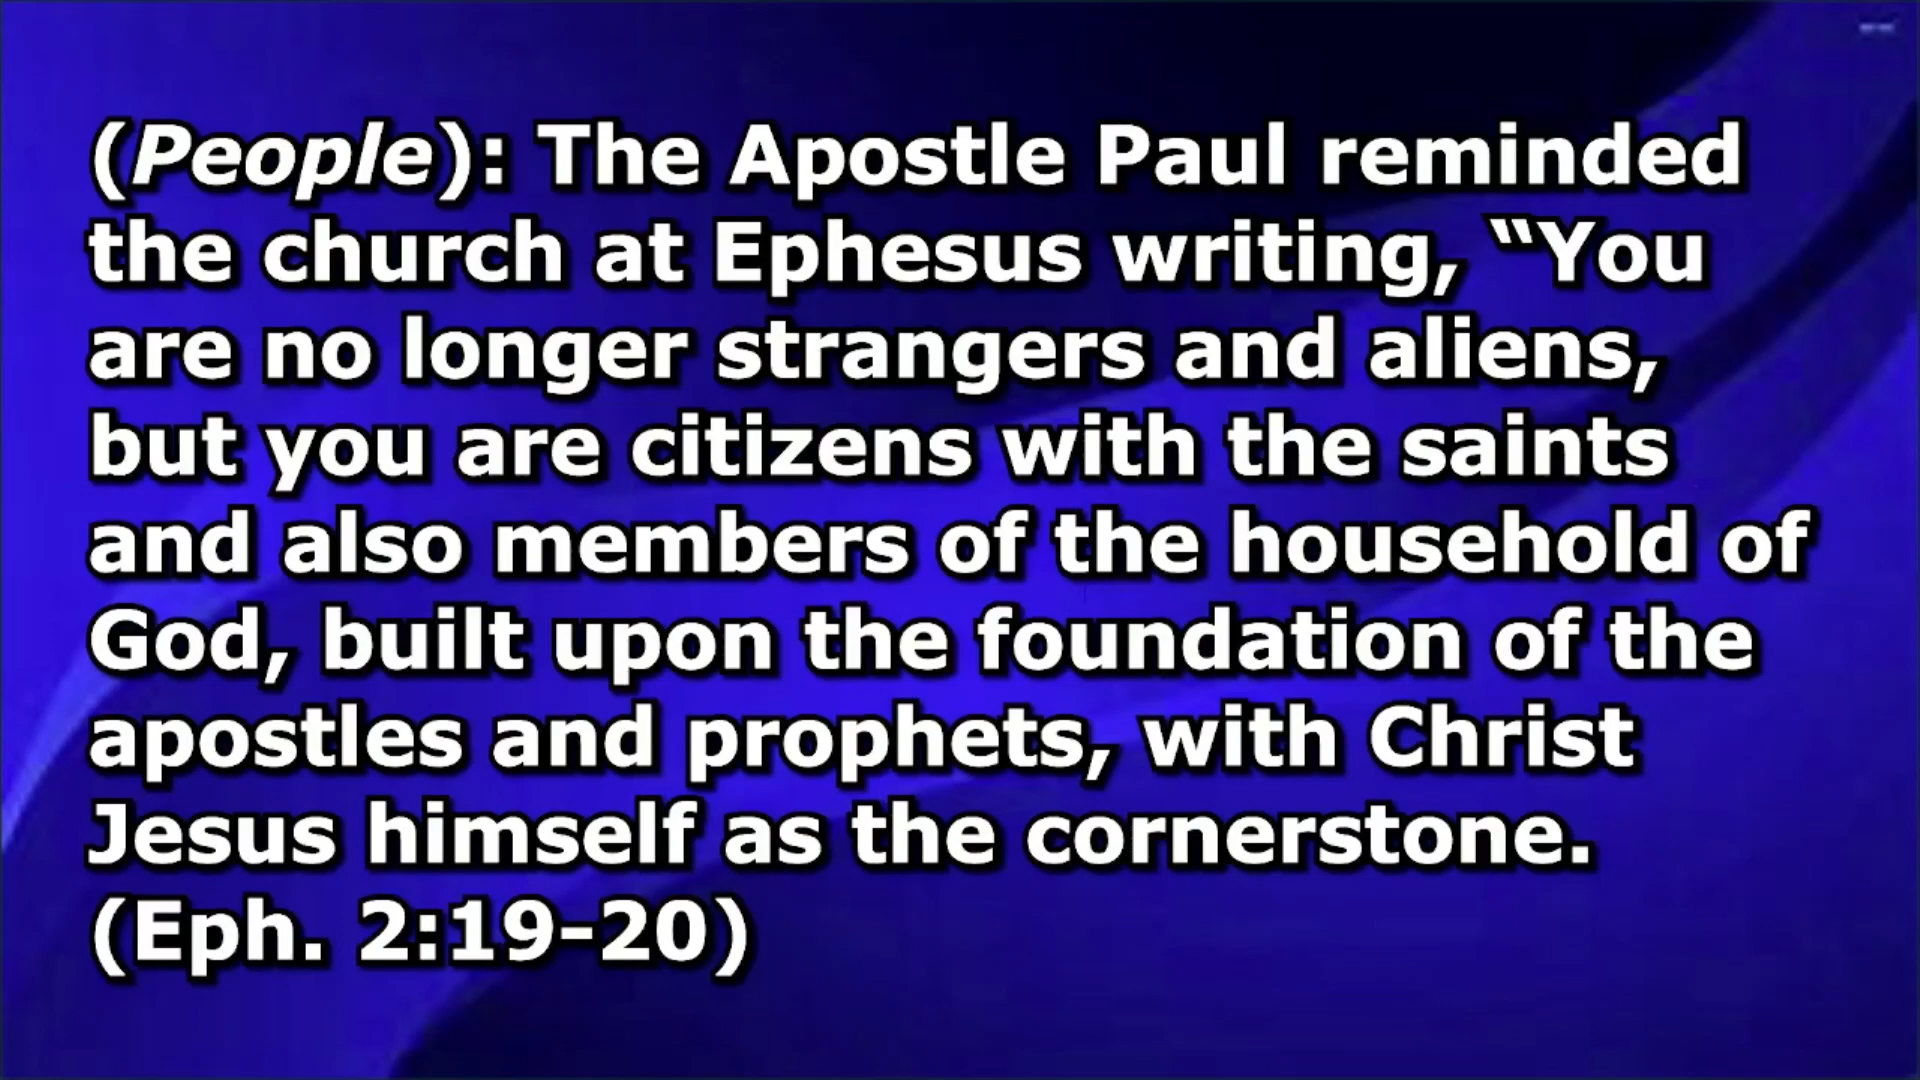 (People): The Apostle Paul reminded
the church at Ephesus writing, “You
are no longer strangers and aliens,
but you are citizens with the saints
and also members of the household of
God, built upon the foundation of the
apostles and prophets, with Christ
Jesus himself as the cornerstone.
(Eph. 2:19-20)